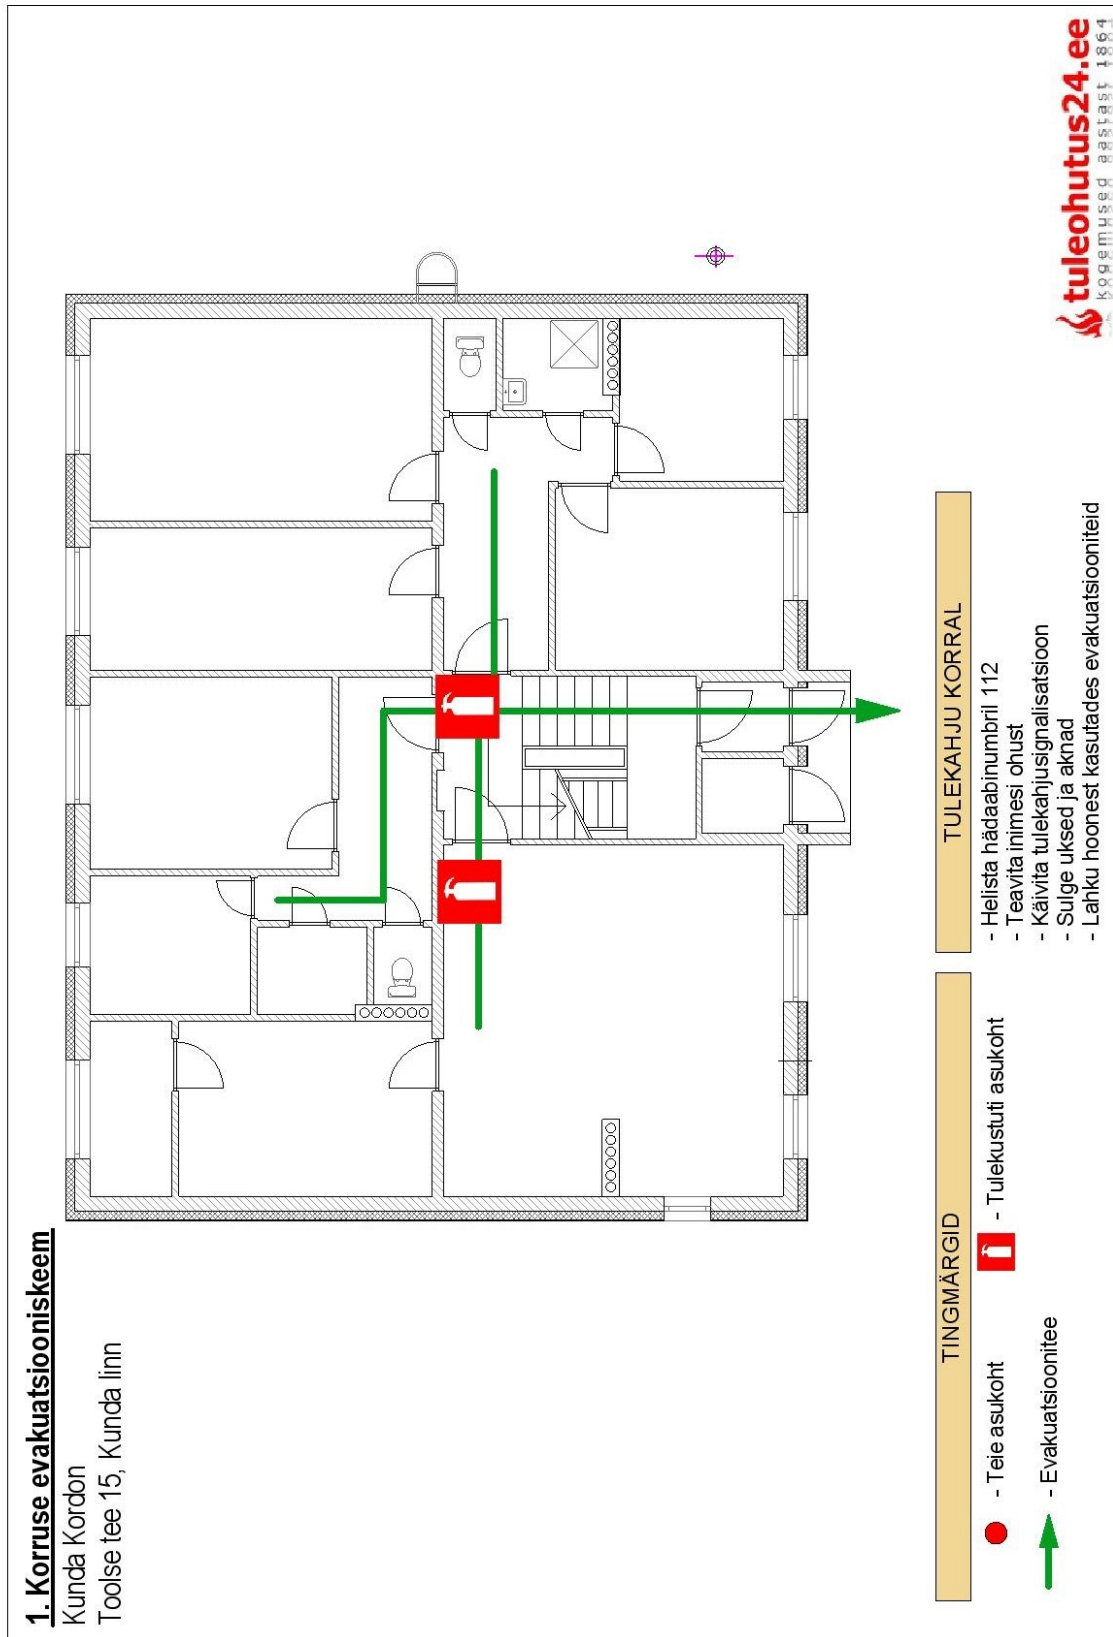 1. Korruse evakuatsiooniskeem
Kunda Kordon
Toolse tee 15, Kunda linn
TINGMÄRGID
- Teie asukoht
- Tulekustuti asukoht
- Evakuatsioonitee
TULEKAHJU KORRAL
- Helista hädaabinumbril 112
- Teavita inimesi ohust
- Käivita tulekahjusignalisatsioon
- Sulge uksed ja aknad
- Lahku hoonest kasutades evakuatsiooniteid
tuleohutus24.ee
kogemused aastast 1864